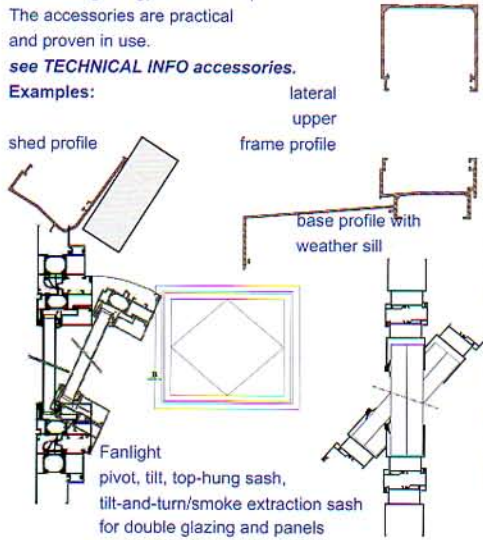 The accessories are practical
and proven in use.
see TECHNICAL INFO accessories.
Examples:
lateral
upper
frame profile
shed profile
base profile with
weather sill
Fanlight
pivot, tilt, top-hung sash,
tilt-and-turn/smoke extraction sash
for double glazing and panels